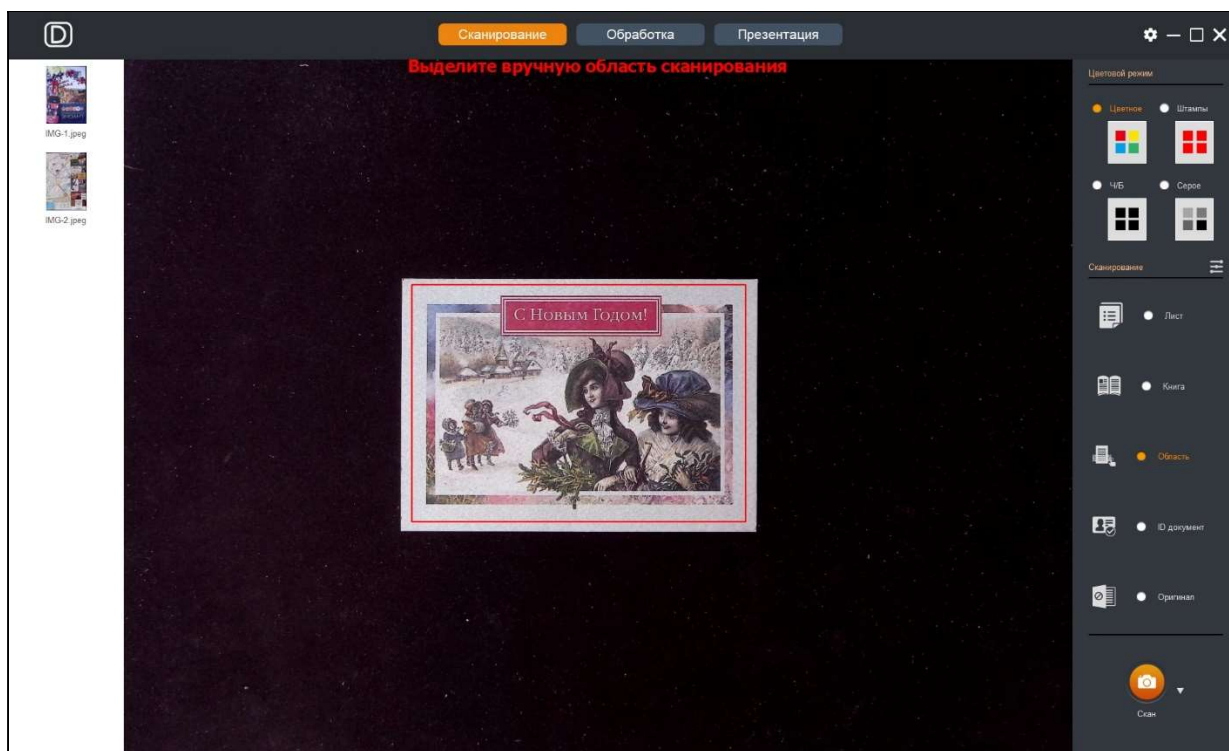 D
Сканирование Обработка Презентация
Выделите вручную область сканирования
IMG-1.jpeg
IMG-2.jpeg
С Новым Годом!
Цветовой режим
Цветное Штампы
Ч/Б Серое
Сканирование
Лист
Книга
Область
ID документ
Оригинал
Скан